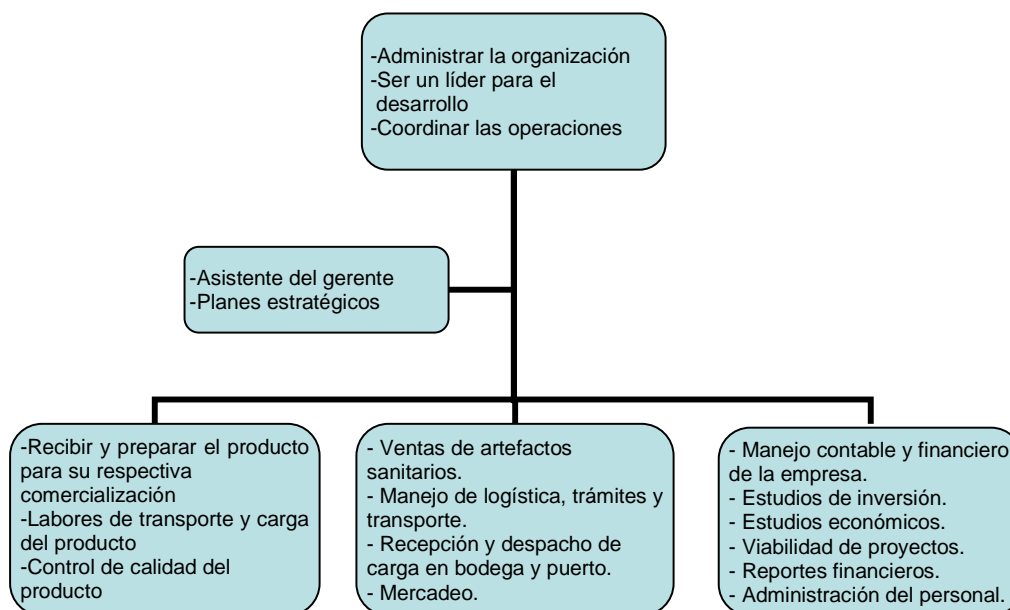 -Administrar la organización
-Ser un líder para el
desarrollo
-Coordinar las operaciones
-Asistente del gerente
-Planes estratégicos
-Recibir y preparar el producto
para su respectiva
comercialización
-Labores de transporte y carga
del producto
-Control de calidad del
producto
- Ventas de artefactos
sanitarios.
- Manejo de logística, trámites y
transporte.
- Recepción y despacho de
carga en bodega y puerto.
- Mercadeo.
- Manejo contable y financiero
de la empresa.
- Estudios de inversión.
- Estudios económicos.
- Viabilidad de proyectos.
- Reportes financieros.
- Administración del personal.